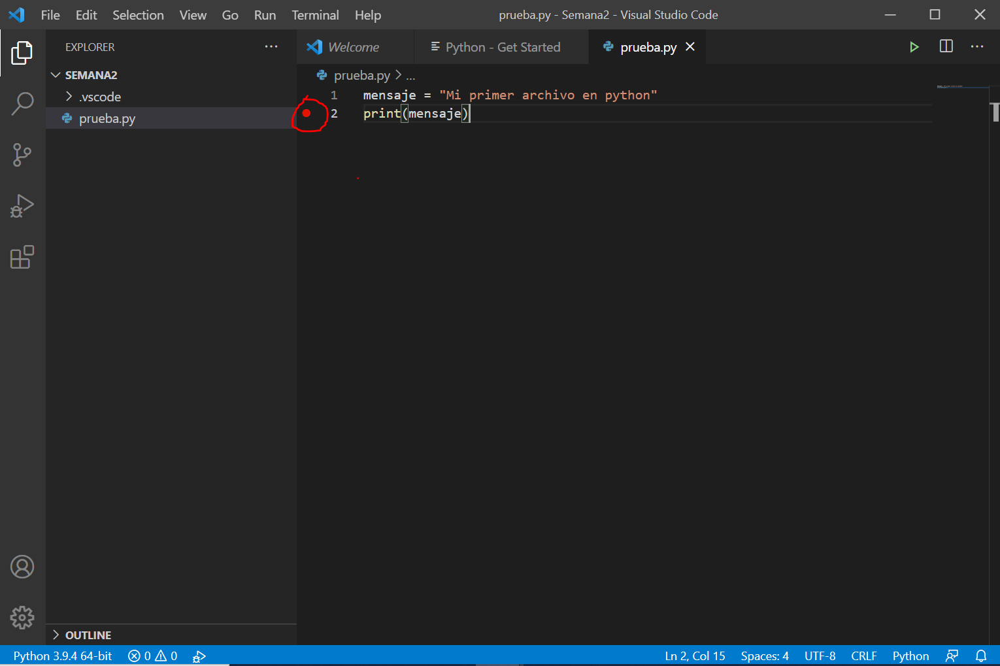 File Edit Selection View Go Run Terminal Help prueba.py - Semana2 - Visual Studio Code
EXPLORER
Welcome Python - Get Started prueba.py
SEMANA2
.vscode
prueba.py
prueba.py > ...
1 mensaje = "Mi primer archivo en python"
2 print(mensaje)
OUTLINE
Python 3.9.4 64-bit 0 0 Ln 2, Col 15 Spaces: 4 UTF-8 CRLF Python